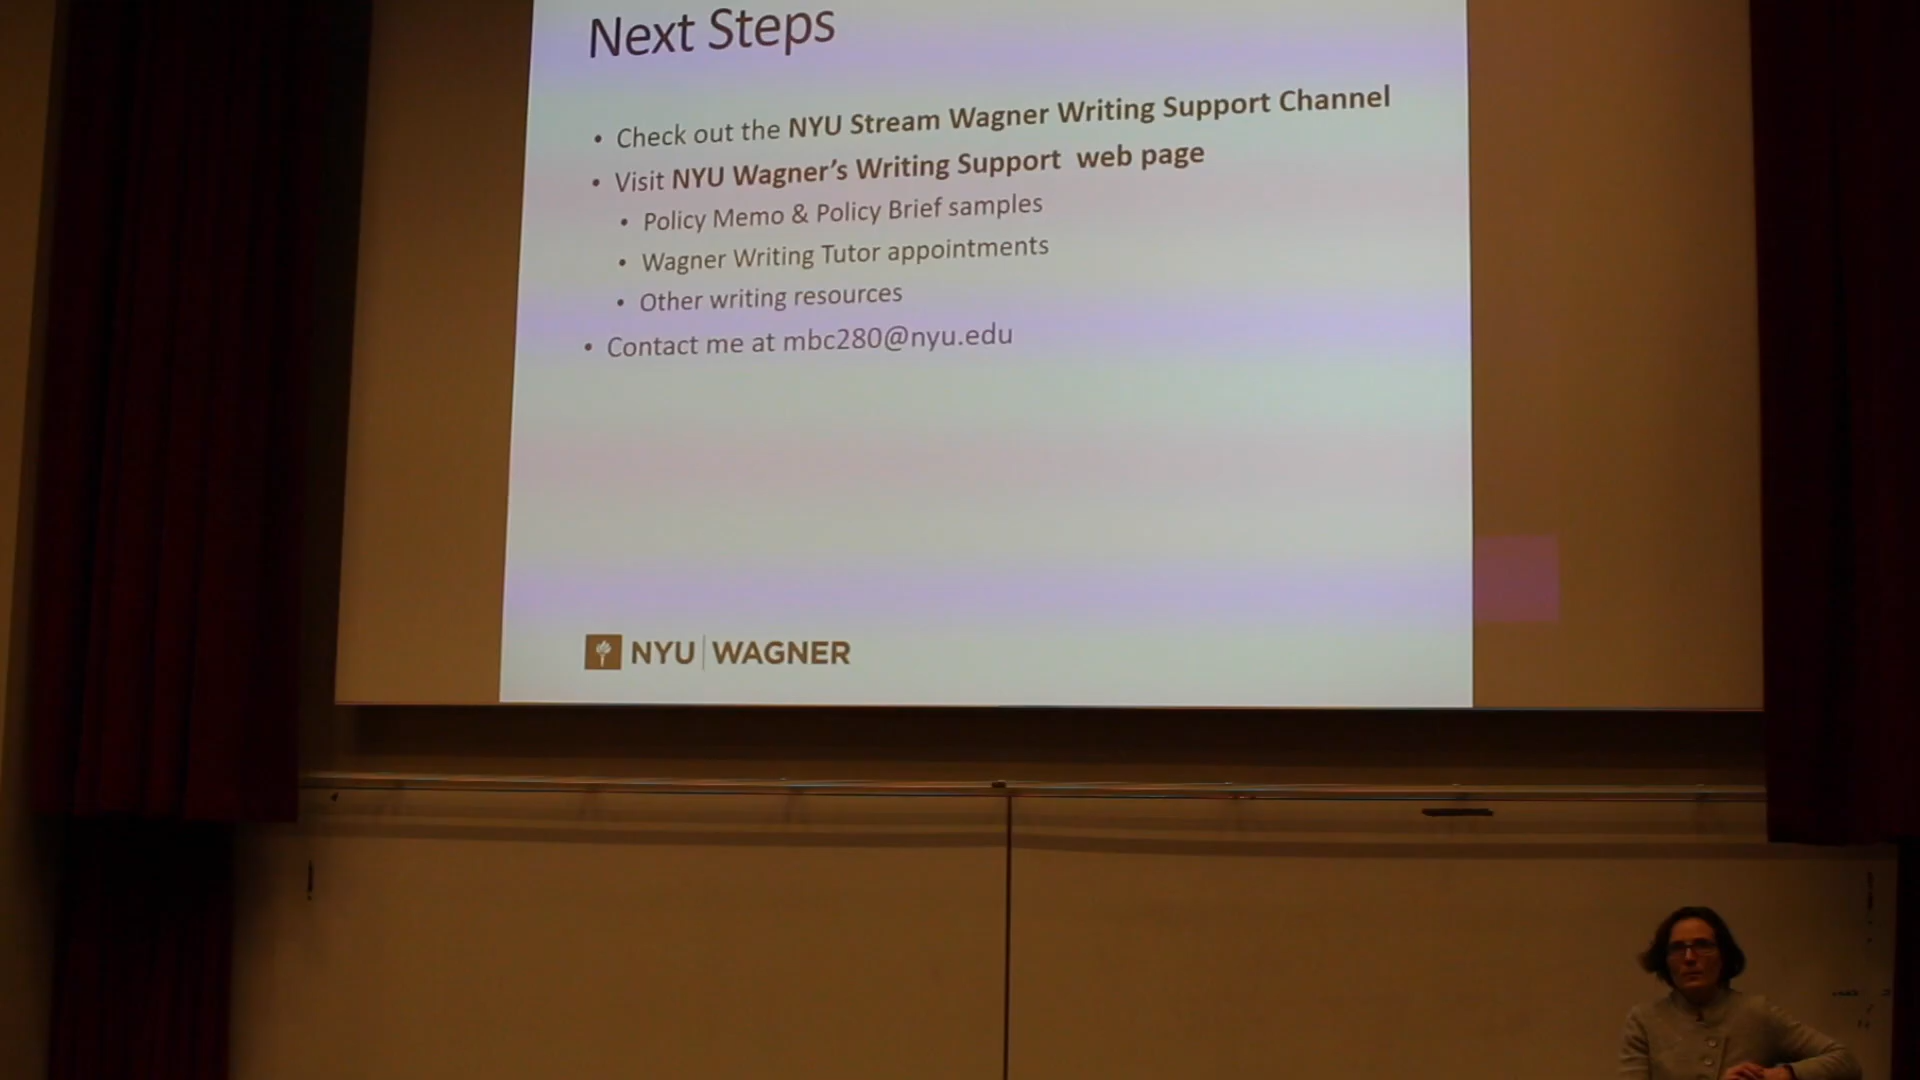 Next Steps
• Check out the NYU Stream Wagner Writing Support Channel
• Visit NYU Wagner's Writing Support web page
• Policy Memo & Policy Brief samples
• Wagner Writing Tutor appointments
• Other writing resources
• Contact me at mbc280@nyu.edu
NYU WAGNER